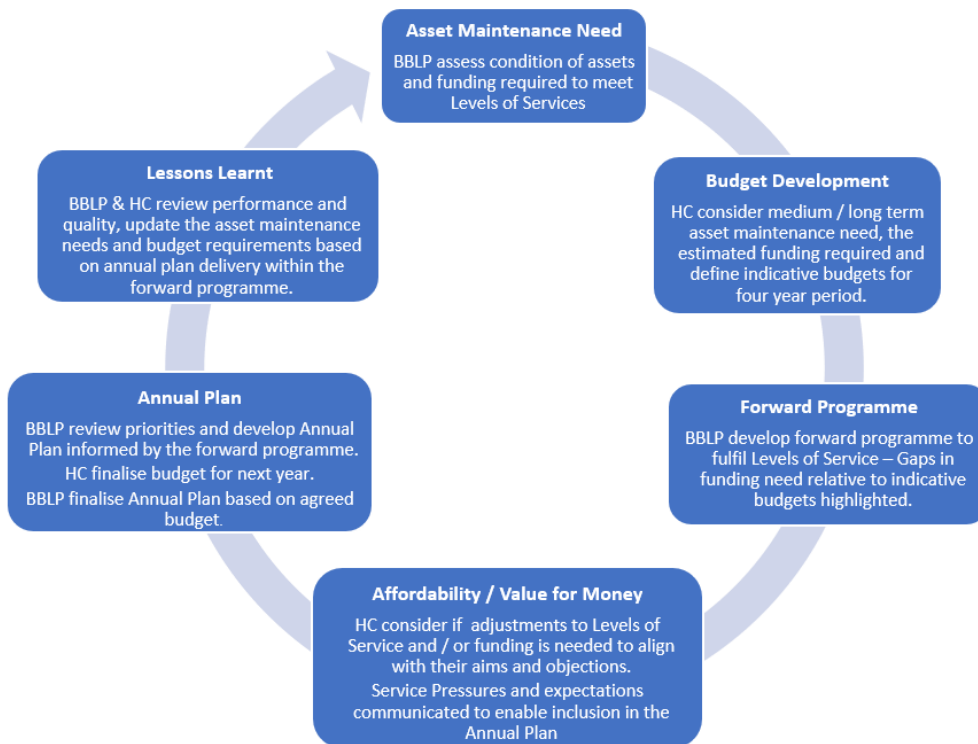 Asset Maintenance Need
BBLP assess condition of assets
and funding required to meet
Levels of Services
Budget Development
HC consider medium / long term
asset maintenance need, the
estimated funding required and
define indicative budgets for
four year period.
Forward Programme
BBLP develop forward programme to
fulfil Levels of Service – Gaps in
funding need relative to indicative
budgets highlighted.
Affordability / Value for Money
HC consider if  adjustments to Levels of
Service and / or funding is needed to align
with their aims and objections.
Service Pressures and expectations
communicated to enable inclusion in the
Annual Plan
Annual Plan
BBLP review priorities and develop Annual
Plan informed by the forward programme.
HC finalise budget for next year.
BBLP finalise Annual Plan based on agreed
budget.
Lessons Learnt
BBLP & HC review performance and
quality, update the asset maintenance
needs and budget requirements based
on annual plan delivery within the
forward programme.